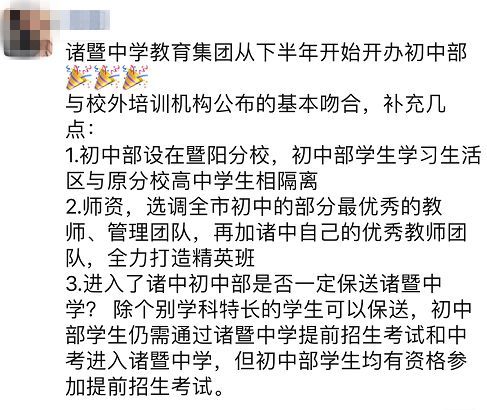 诸暨中学教育集团从下半年开始开办初中部
🎉🎉🎉
与校外培训机构公布的基本吻合，补充几
点：
1.初中部设在暨阳分校，初中部学生学习生活
区与原分校高中学生相隔离
2.师资，选调全市初中的部分最优秀的教
师、管理团队，再加诸中自己的优秀教师团
队，全力打造精英班
3.进入了诸中初中部是否一定保送诸暨中
学？ 除个别学科特长的学生可以保送，初中
部学生仍需通过诸暨中学提前招生考试和中
考进入诸暨中学，但初中部学生均有资格参
加提前招生考试。